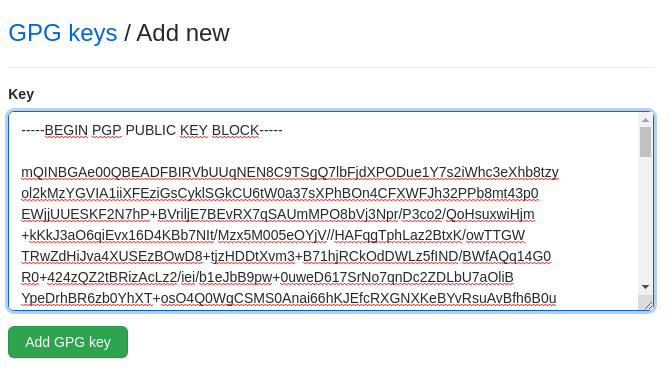 GPG keys / Add new
Key
-----BEGIN PGP PUBLIC KEY BLOCK-----
mQINBGAe00QBEADFBIRVbUUqNEN8C9TSgQ7lbFjdXPODue1Y7s2iWhc3eXhb8tzy
ol2kMzYGVIA1iiXFEziGsCyklSGkCU6tW0a37sXPhBOn4CFXWFJh32PPb8mt43p0
EWjjUUESKF2N7hP+BVriljE7BEvRX7qSAUmMPO8bVj3Npr/P3co2/QoHsuxwiHjm
+kKkJ3aO6qiEvx16D4KBb7NIt/Mzx5M005eOYjV//HAFqgTphLaz2BtxK/owTTGW
TRwZdHiJva4XUSEzBOwD8+tjzHDDtXvm3+B71hjRCkOdDWLz5fIND/BWfAQq14G0
R0+424zQZ2tBRizAcLz2/jei/b1eJbB9pw+0uweD617SrNo7qnDc2ZDLbU7aOliB
YpeDrhBR6zb0YhXT+osO4Q0WgCSMS0Anai66hKJEfcRXGNXKeBYvRsuAvBfh6B0u
Add GPG key